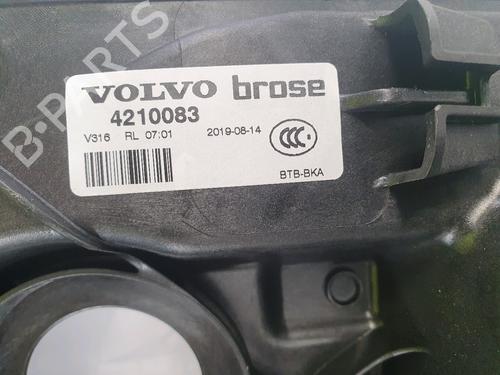 B-PARTS
VOLVO brose
4210083
V316 RL 07:01 2019-08-14
CCC
BTB-BKA